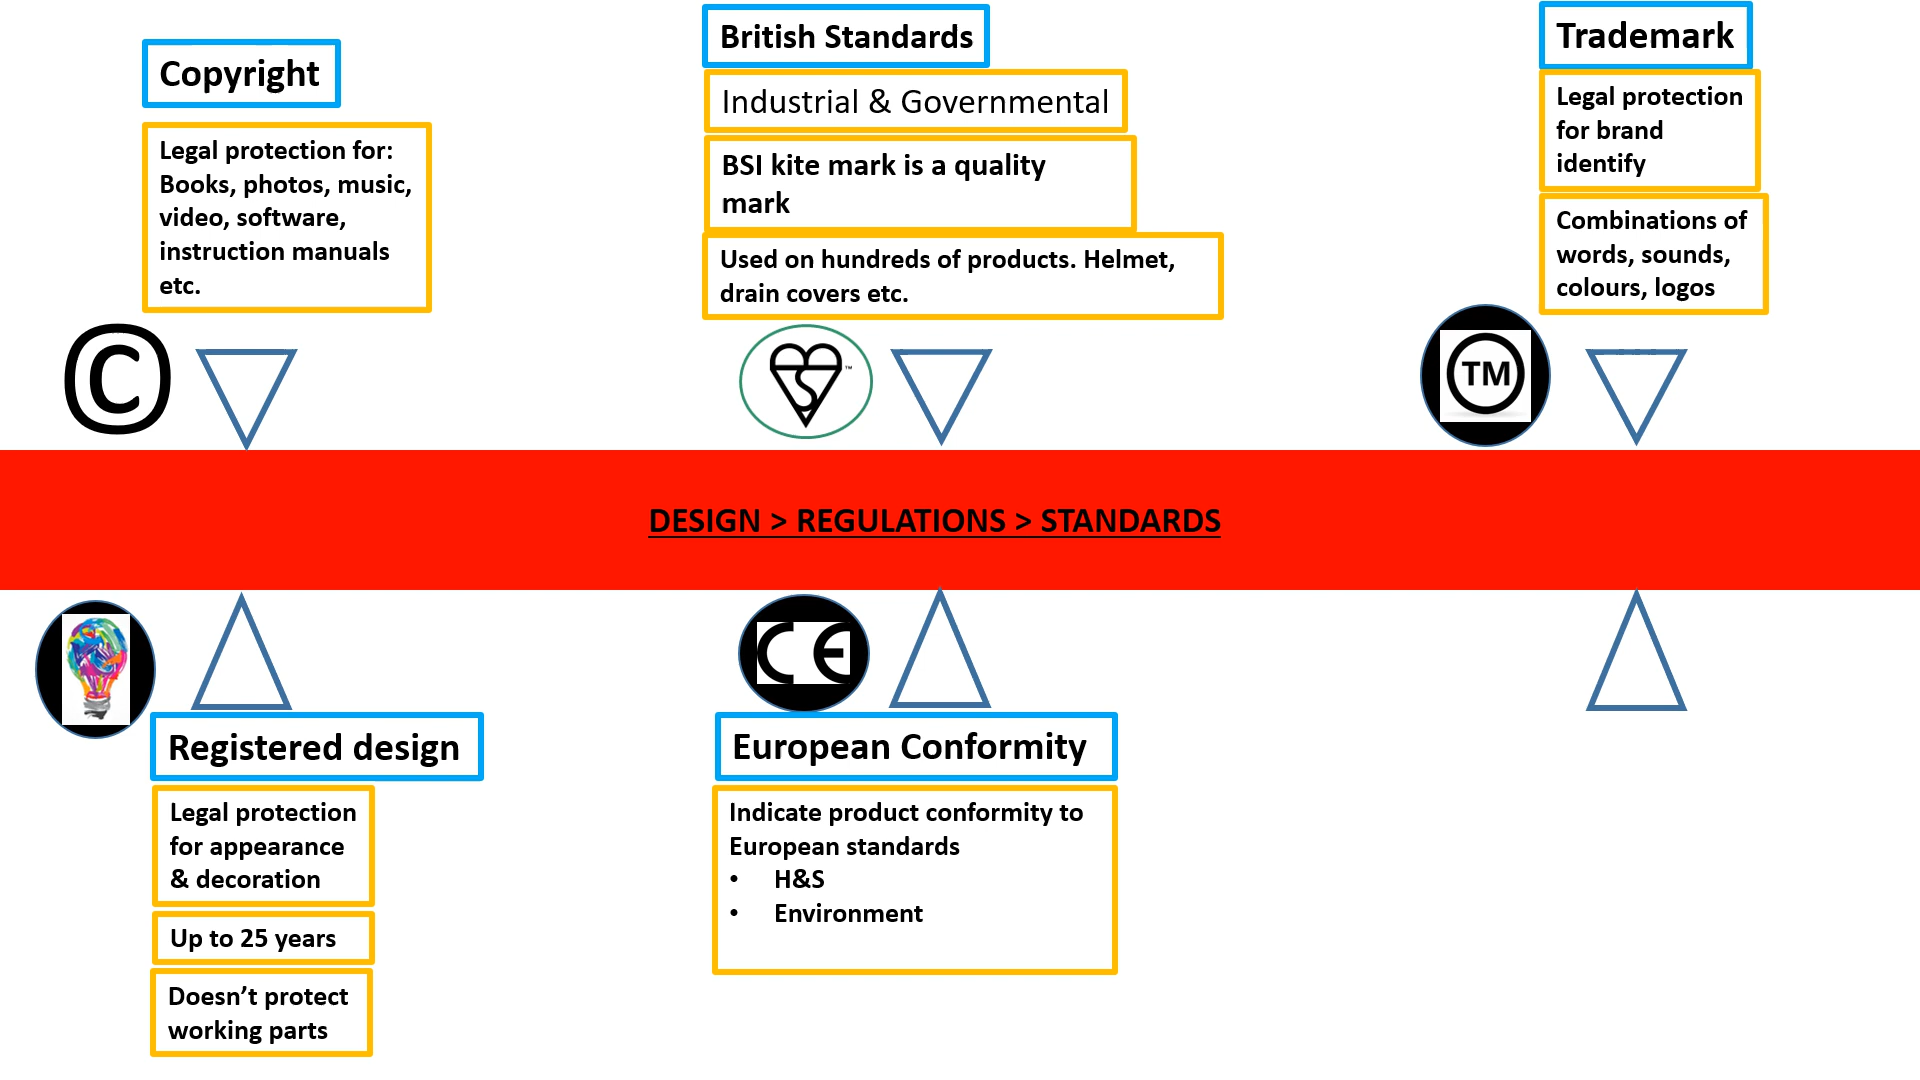 Copyright
Legal protection for:
Books, photos, music,
video, software,
instruction manuals
etc.
©
British Standards
Industrial & Governmental
BSI kite mark is a quality
mark
Used on hundreds of products. Helmet,
drain covers etc.
™
Trademark
Legal protection
for brand
identify
Combinations of
words, sounds,
colours, logos
TM
DESIGN > REGULATIONS > STANDARDS
Registered design
Legal protection
for appearance
& decoration
Up to 25 years
Doesn’t protect
working parts
CE
European Conformity
Indicate product conformity to
European standards
• H&S
• Environment